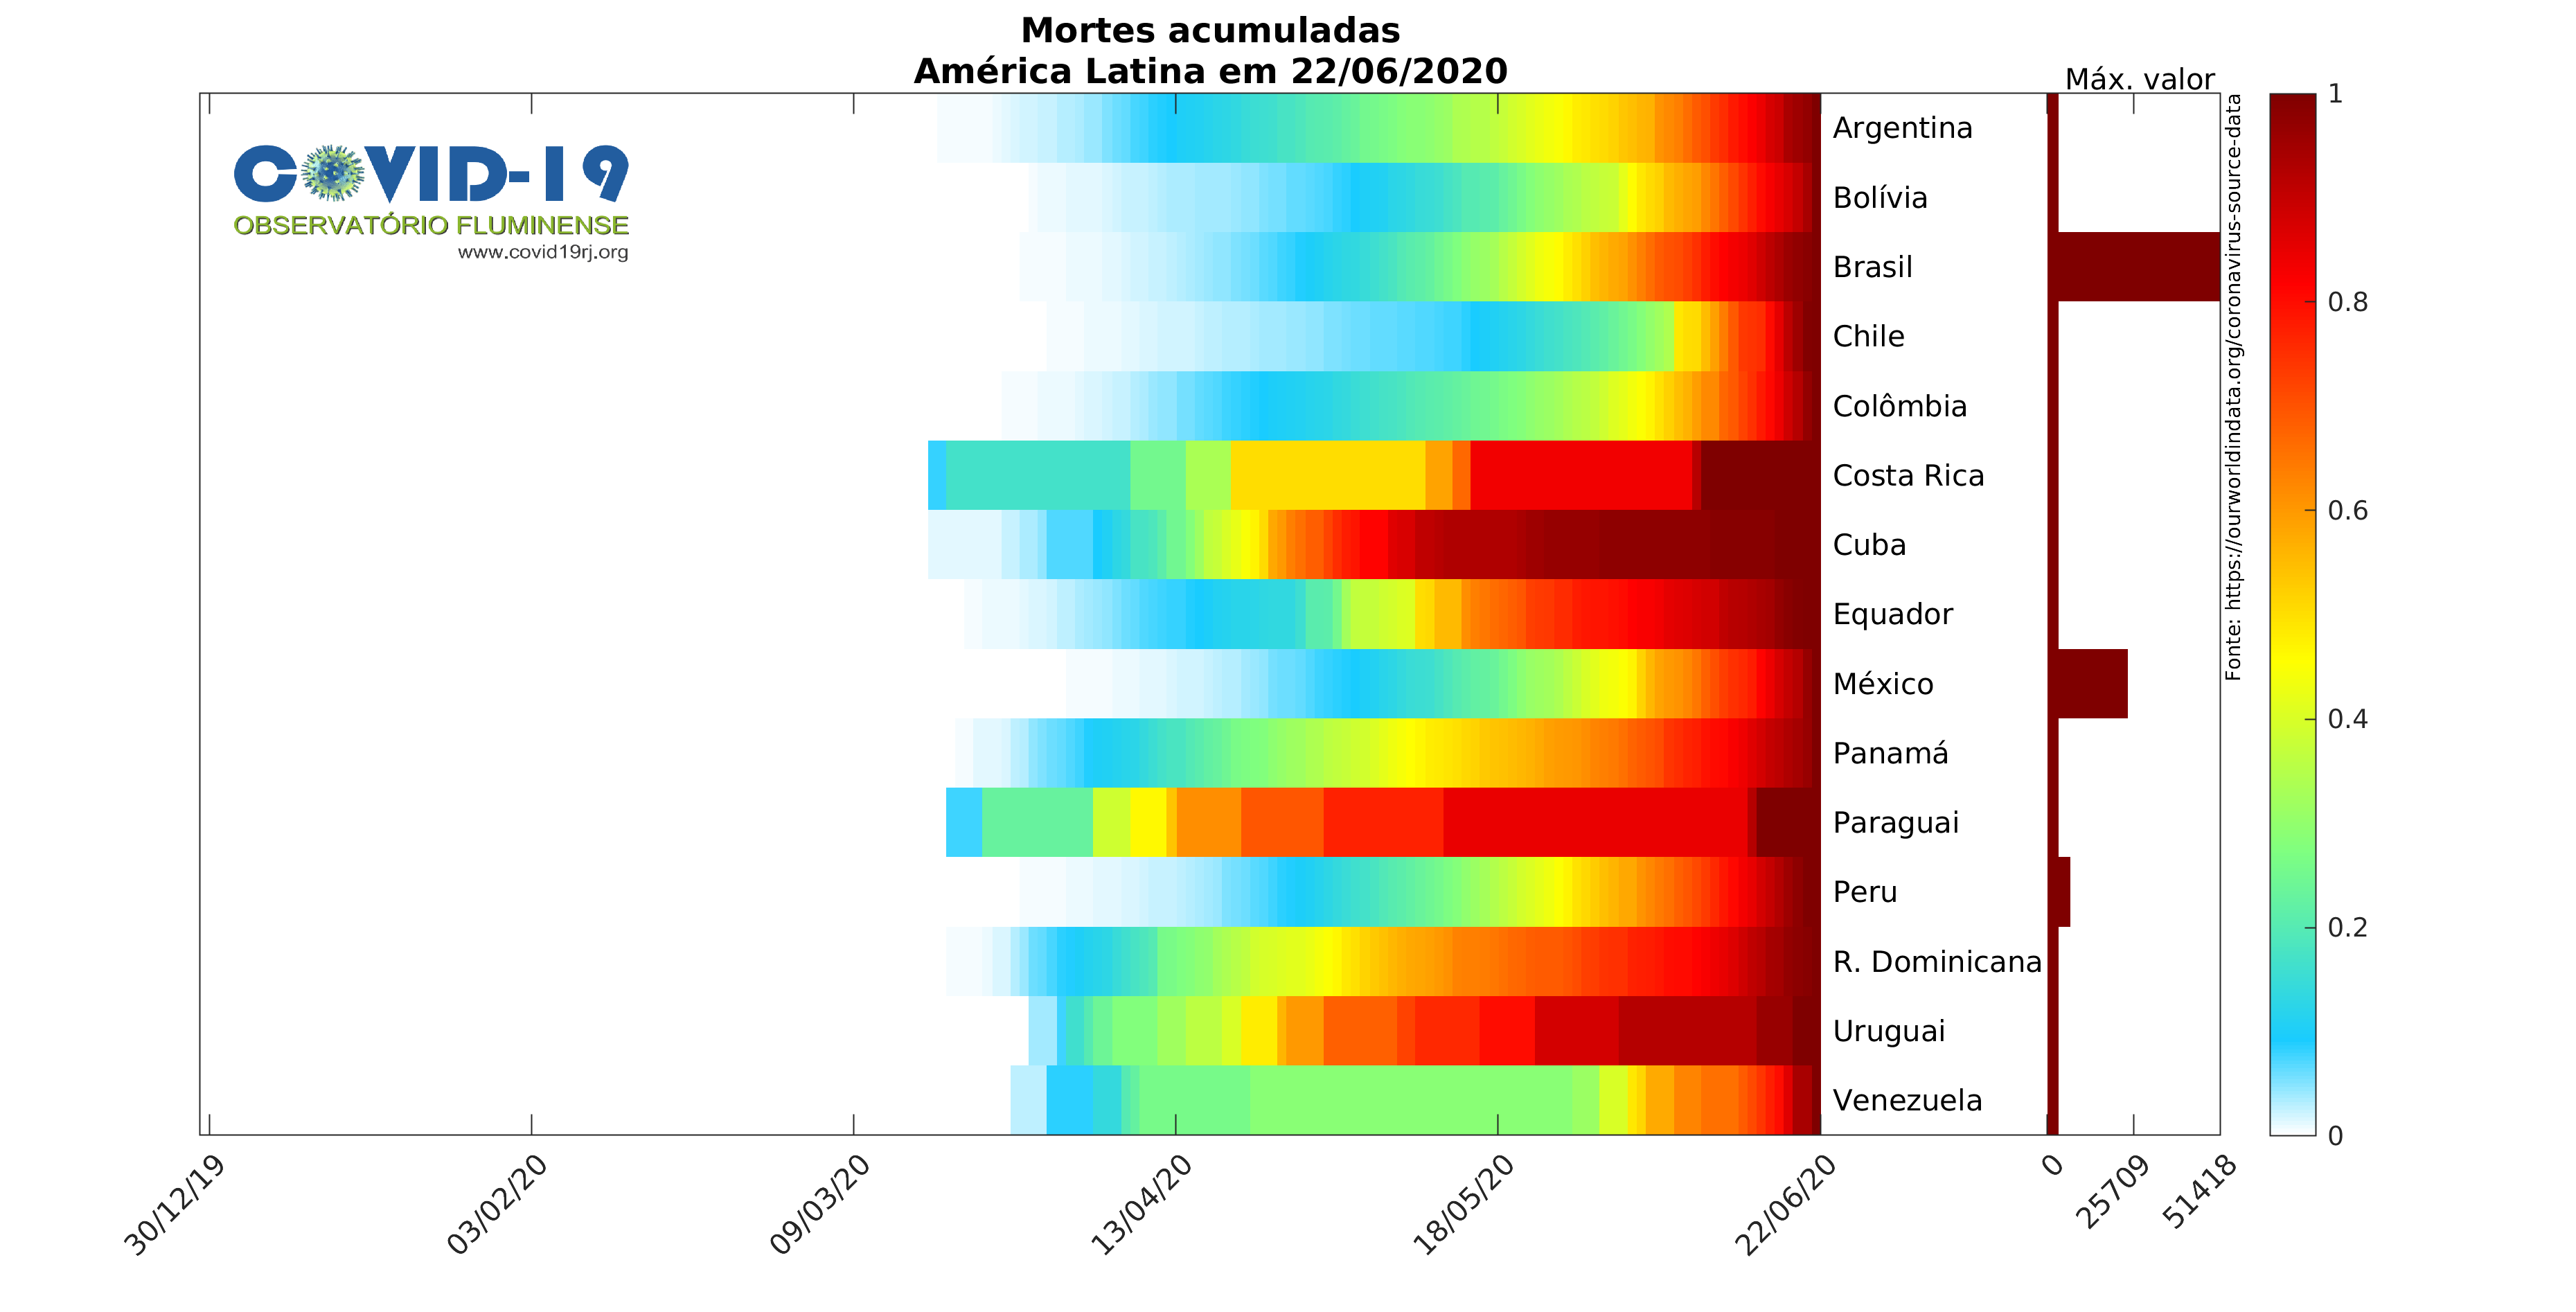 Mortes acumuladas
América Latina em 22/06/2020
Máx. valor
COVID-19
OBSERVATÓRIO FLUMINENSE
www.covid19rj.org
Argentina
Bolívia
Brasil
Chile
Colômbia
Costa Rica
Cuba
Equador
México
Panamá
Paraguai
Peru
R. Dominicana
Uruguai
Venezuela
Fonte: https://ourworldindata.org/coronavirus-source-data
1
0.8
0.6
0.4
0.2
0
30/12/19
03/02/20
09/03/20
13/04/20
18/05/20
22/06/20
0
25709
51418